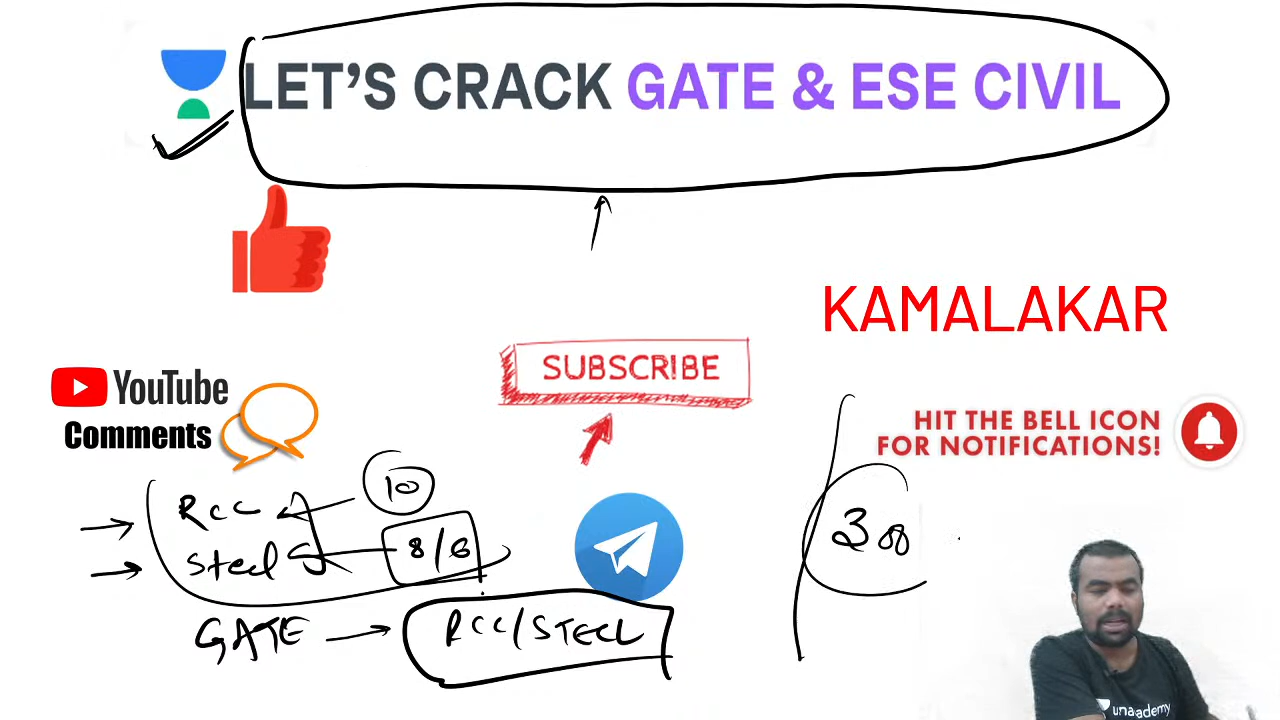 LET'S CRACK GATE & ESE CIVIL
KAMALAKAR
SUBSCRIBE
YouTube
Comments
HIT THE BELL ICON
FOR NOTIFICATIONS!
RCC
10
Steel
8/6
300
GATE → RCC/STEEL
unacademy